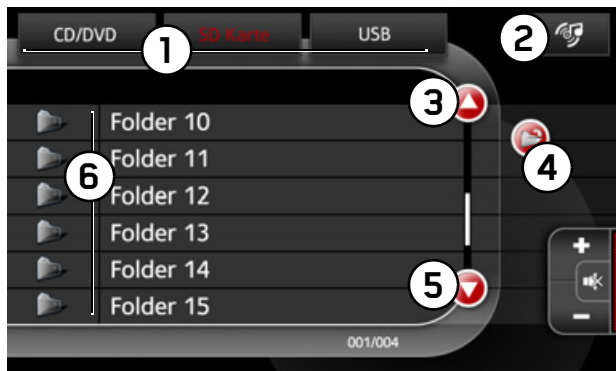 CD/DVD SD Karte USB
1
2
3
4
5
6
Folder 10
Folder 11
Folder 12
Folder 13
Folder 14
Folder 15
+
−
001/004